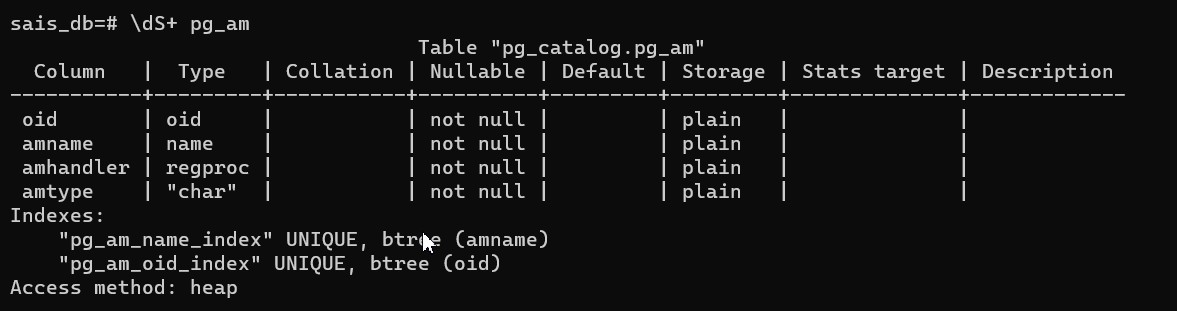 sais_db=# \dS+ pg_am
                                  Table "pg_catalog.pg_am"
  Column   |  Type   | Collation | Nullable | Default | Storage | Stats target | Description
-----------+---------+-----------+----------+---------+---------+--------------+-------------
 oid       | oid     |           | not null |         | plain   |              |
 amname    | name    |           | not null |         | plain   |              |
 amhandler | regproc |           | not null |         | plain   |              |
 amtype    | "char"  |           | not null |         | plain   |              |
Indexes:
    "pg_am_name_index" UNIQUE, btree (amname)
    "pg_am_oid_index" UNIQUE, btree (oid)
Access method: heap